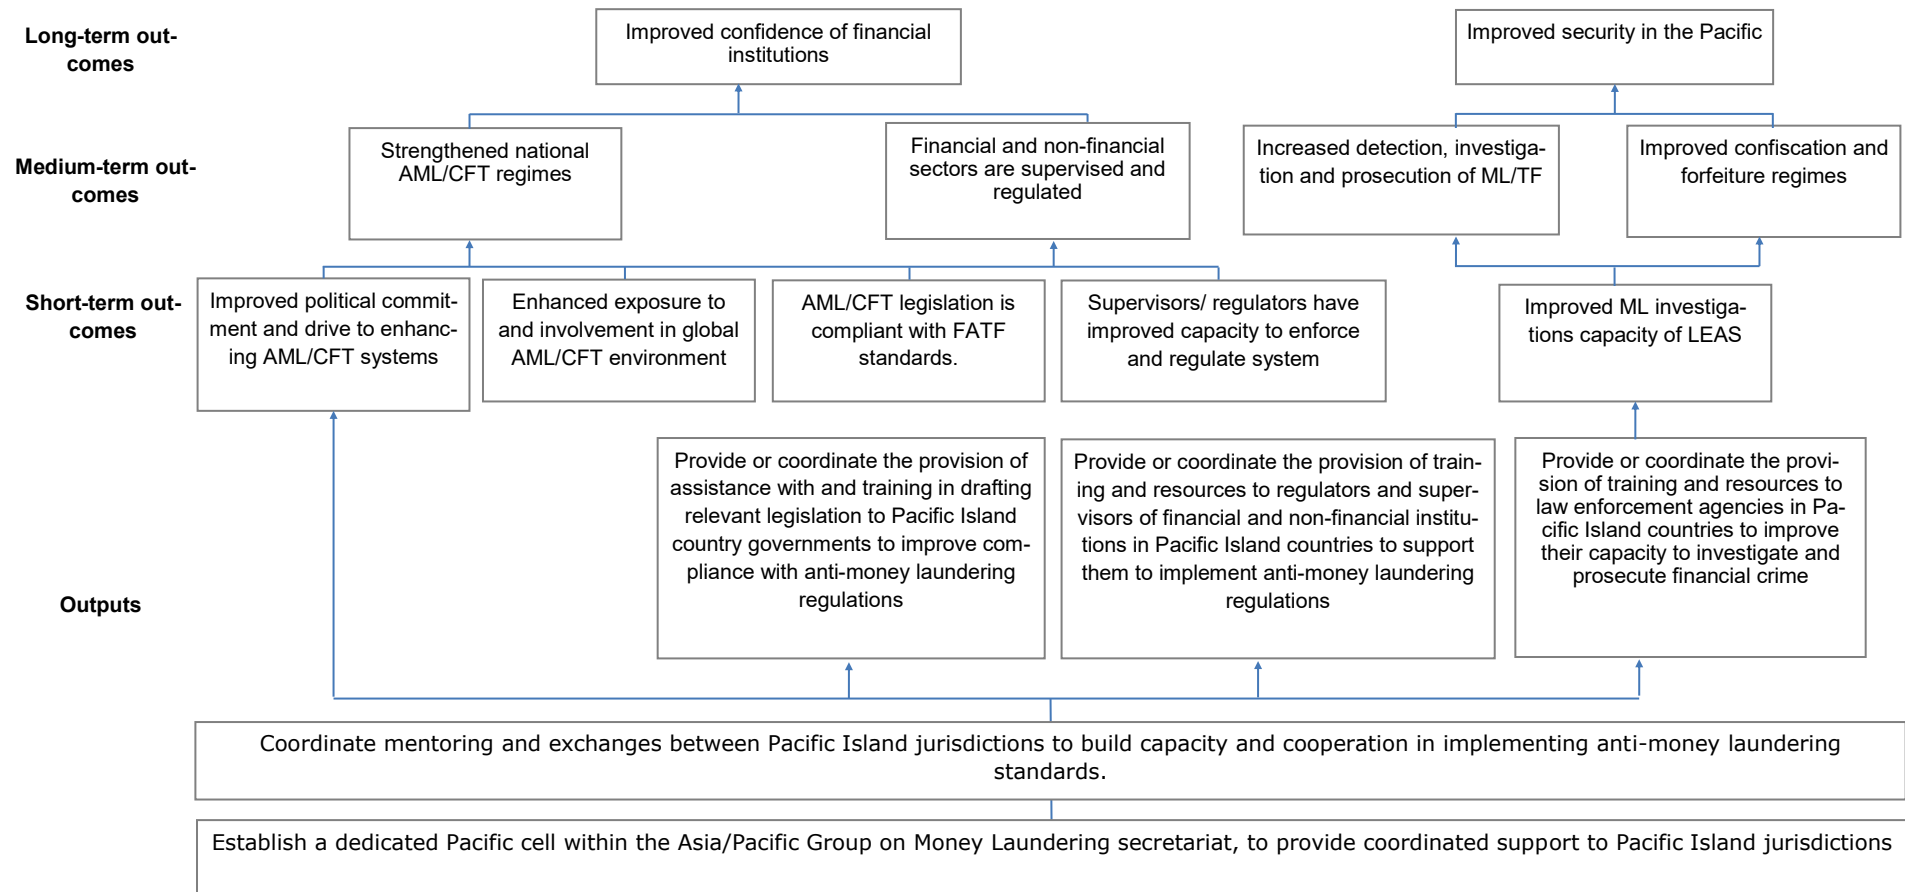 Long-term out-
comes
Improved confidence of financial
institutions
Improved security in the Pacific
Medium-term out-
comes
Strengthened national
AML/CFT regimes
Financial and non-financial
sectors are supervised and
regulated
Increased detection, investiga-
tion and prosecution of ML/TF
Improved confiscation and
forfeiture regimes
Short-term out-
comes
Improved political commit-
ment and drive to enhanc-
ing AML/CFT systems
Enhanced exposure to
and involvement in global
AML/CFT environment
AML/CFT legislation is
compliant with FATF
standards.
Supervisors/ regulators have
improved capacity to enforce
and regulate system
Improved ML investiga-
tions capacity of LEAS
Outputs
Provide or coordinate the provision of
assistance with and training in drafting
relevant legislation to Pacific Island
country governments to improve com-
pliance with anti-money laundering
regulations
Provide or coordinate the provision of train-
ing and resources to regulators and super-
visors of financial and non-financial institu-
tions in Pacific Island countries to support
them to implement anti-money laundering
regulations
Provide or coordinate the provi-
sion of training and resources to
law enforcement agencies in Pa-
cific Island countries to improve
their capacity to investigate and
prosecute financial crime
Coordinate mentoring and exchanges between Pacific Island jurisdictions to build capacity and cooperation in implementing anti-money laundering
standards.
Establish a dedicated Pacific cell within the Asia/Pacific Group on Money Laundering secretariat, to provide coordinated support to Pacific Island jurisdictions